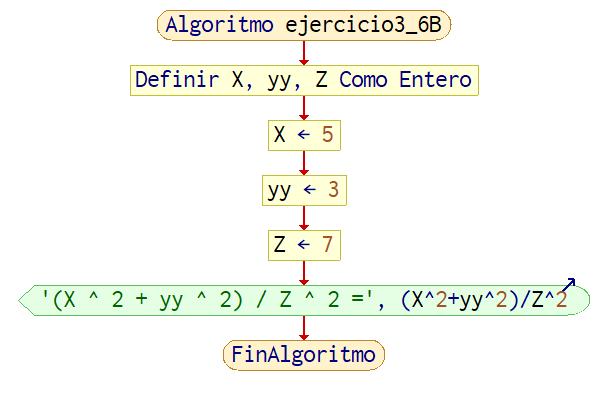 Algoritmo ejercicio3_6B
Definir X, yy, Z Como Entero
X ← 5
yy ← 3
Z ← 7
'(X ^ 2 + yy ^ 2) / Z ^ 2 =', (X^2+yy^2)/Z^2
FinAlgoritmo